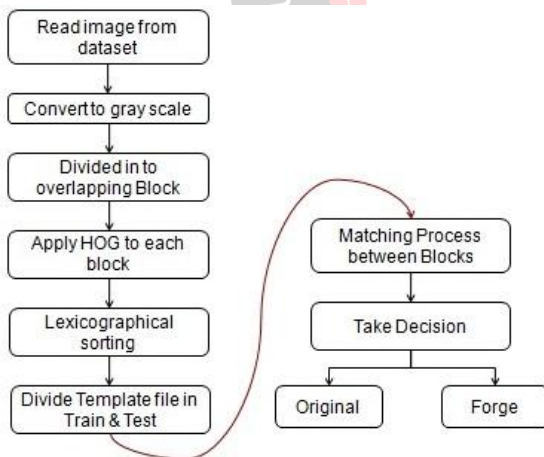 Read image from
dataset
Convert to gray scale
Divided in to
overlapping Block
Apply HOG to each
block
Lexicographical
sorting
Divide Template file in
Train & Test
Matching Process
between Blocks
Take Decision
Original
Forge